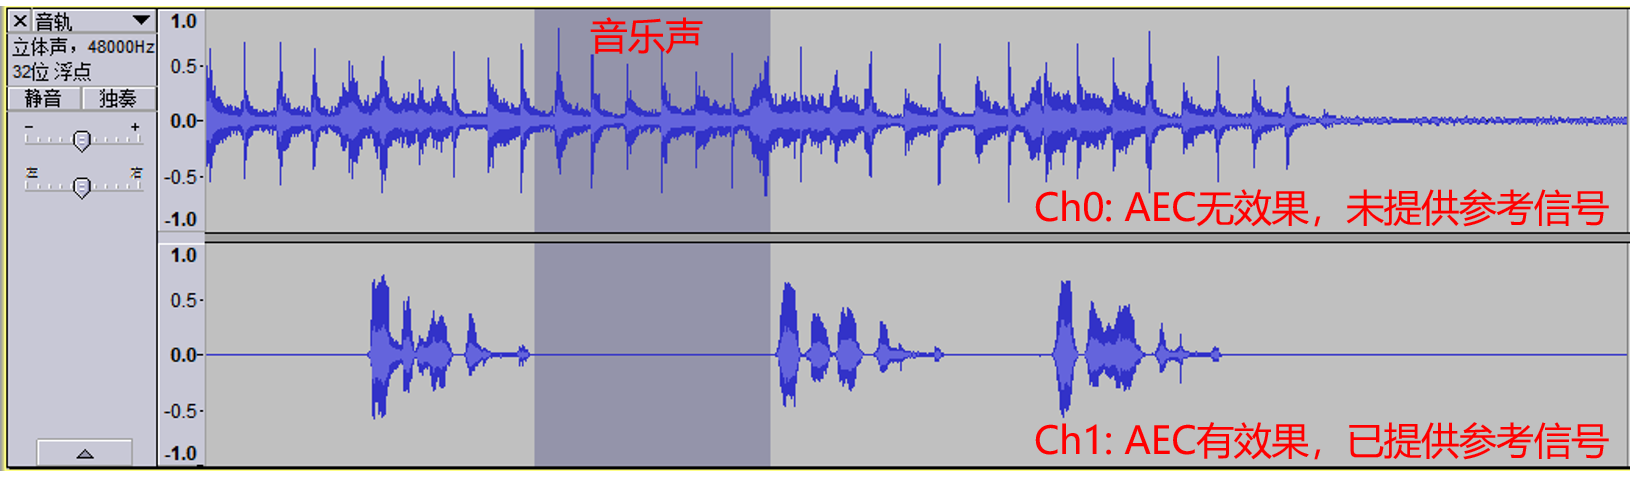 音轨
立体声，48000Hz
32位 浮点
静音 独奏
- +
左 右
1.0
0.5-
0.0-
-0.5-
-1.0
音乐声
Ch0: AEC无效果，未提供参考信号
1.0
0.5-
0.0-
-0.5-
-1.0
Ch1: AEC有效果，已提供参考信号